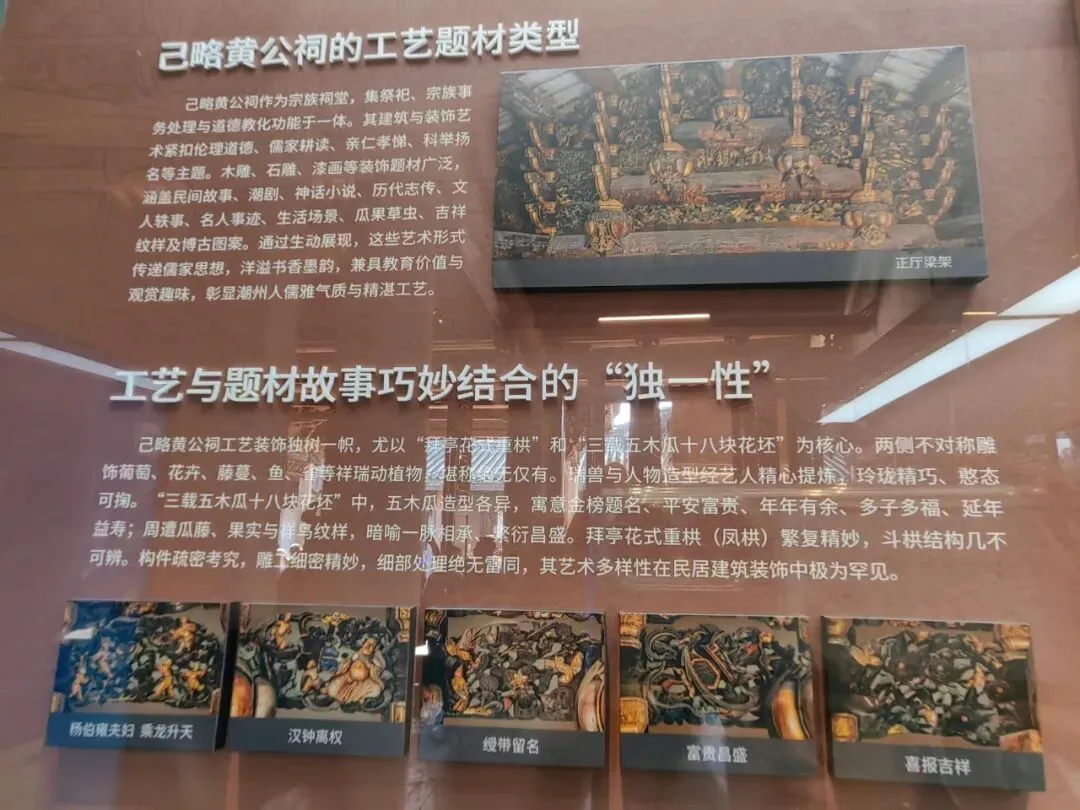 己略黄公祠的工艺题材类型
己略黄公祠作为宗族祠堂，集祭祀、宗族事
务处理与道德教化功能于一体。其建筑与装饰艺
术紧扣伦理道德、儒家耕读、亲仁孝悌、科举扬
名等主题。木雕、石雕、漆画等装饰题材广泛，
涵盖民间故事、潮剧、神话小说、历代志传、文
人轶事、名人事迹、生活场景、瓜果草虫、吉祥
纹样及博古图案。通过生动展现，这些艺术形式
传递儒家思想，洋溢书香墨韵，兼具教育价值与
观赏趣味，彰显潮州人儒雅气质与精湛工艺。
正厅梁架
工艺与题材故事巧妙结合的“独一性”
己略黄公祠工艺装饰独树一帜，尤以“拜亭花式重栱”和“三载五木瓜十八块花坯”为核心。两侧不对称雕
饰葡萄、花卉、藤蔓、鱼、等祥瑞动植物，堪称绝无仅有。瑞兽与人物造型经艺人精心提炼，玲珑精巧、憨态
可掬。“三载五木瓜十八块花坯”中，五木瓜造型各异，寓意金榜题名、平安富贵、年年有余、多子多福、延年
益寿；周遭瓜藤、果实与祥鸟纹样，暗喻一脉相承、繁衍昌盛。拜亭花式重栱（凤栱）繁复精妙，斗栱结构几不
可辨。构件疏密考究，雕工细密精妙，细部处理绝无雷同，其艺术多样性在民居建筑装饰中极为罕见。
杨伯雍夫妇 乘龙升天
汉钟离权
绶带留名
富贵昌盛
喜报吉祥